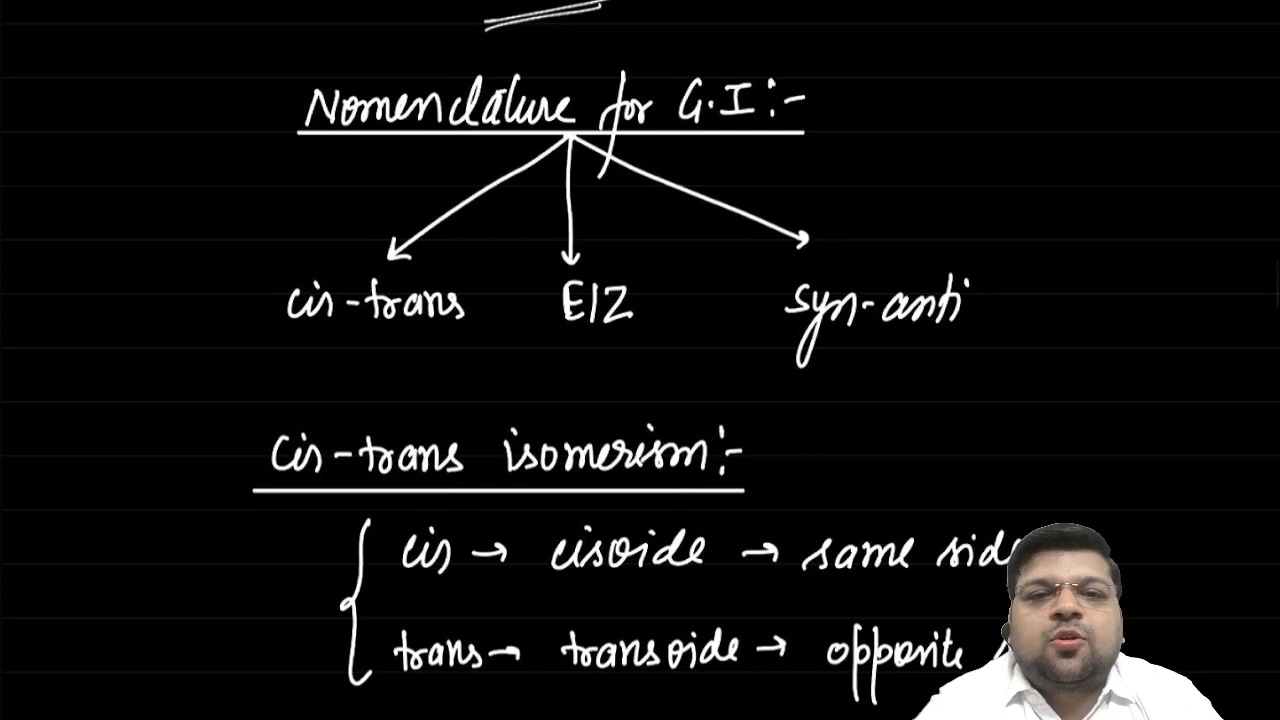 Nomenclature for G.I:-
cis-trans E/Z syn-anti
cis-trans isomerism:-
cis → cisoide → same side
trans → transoide → opposite